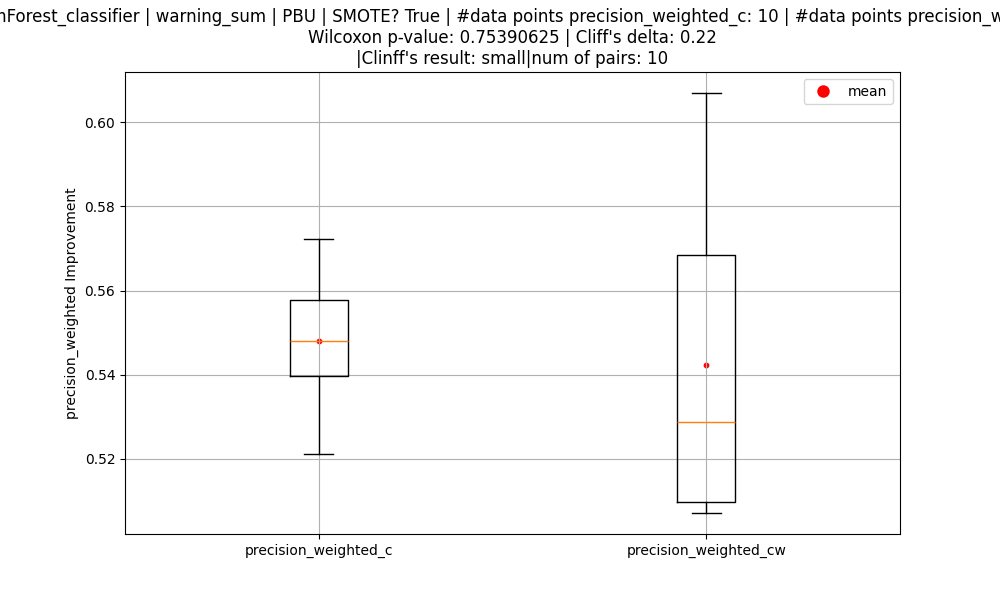 nForest_classifier | warning_sum | PBU | SMOTE? True | #data points precision_weighted_c: 10 | #data points precision_w
Wilcoxon p-value: 0.75390625 | Cliff's delta: 0.22
|Clinff's result: small|num of pairs: 10
mean
0.60
0.58
0.56
0.54
0.52
precision_weighted Improvement
precision_weighted_c
precision_weighted_cw